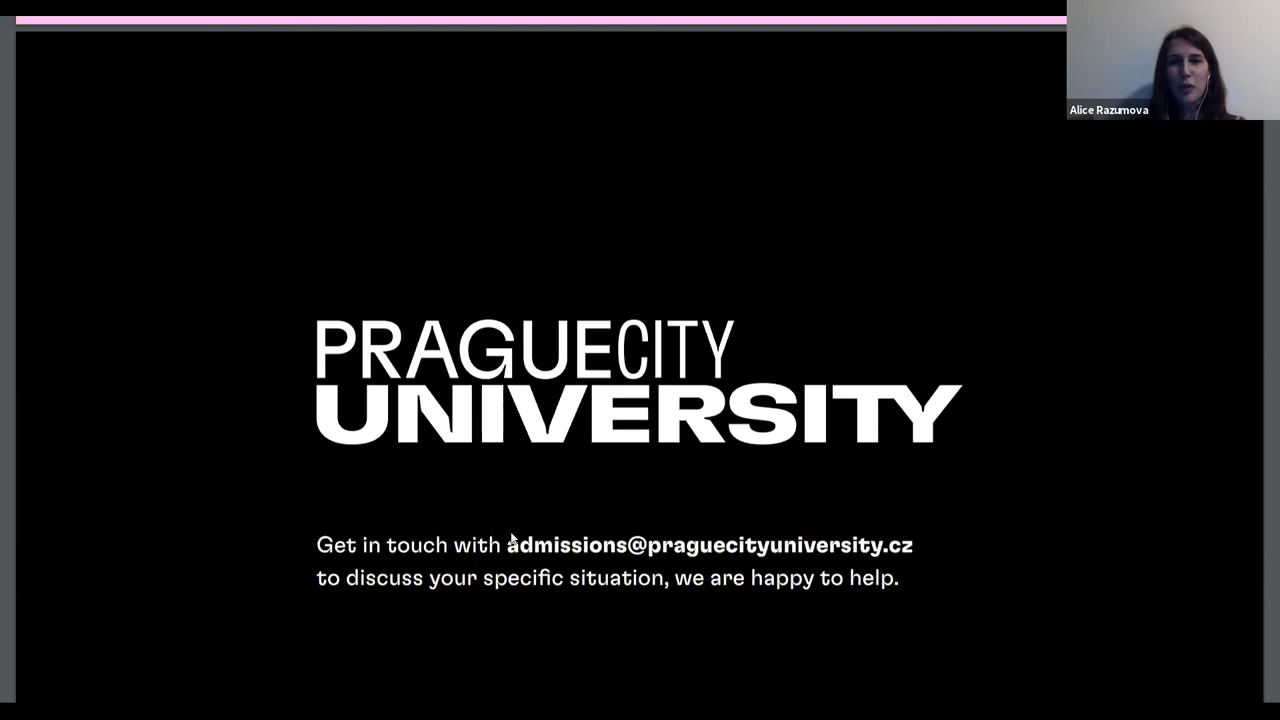 Alice Razumova
PRAGUECITY
UNIVERSITY
Get in touch with admissions@praguecityuniversity.cz
to discuss your specific situation, we are happy to help.